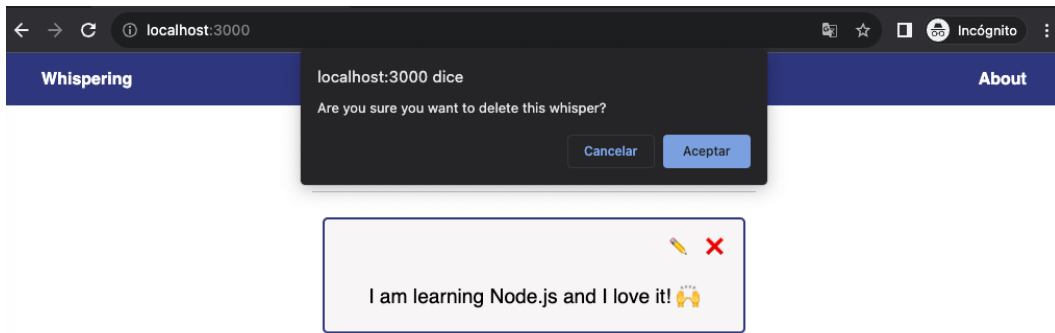 localhost:3000
Incógnito
Whispering
About
localhost:3000 dice
Are you sure you want to delete this whisper?
Cancelar
Aceptar
I am learning Node.js and I love it! 🙌